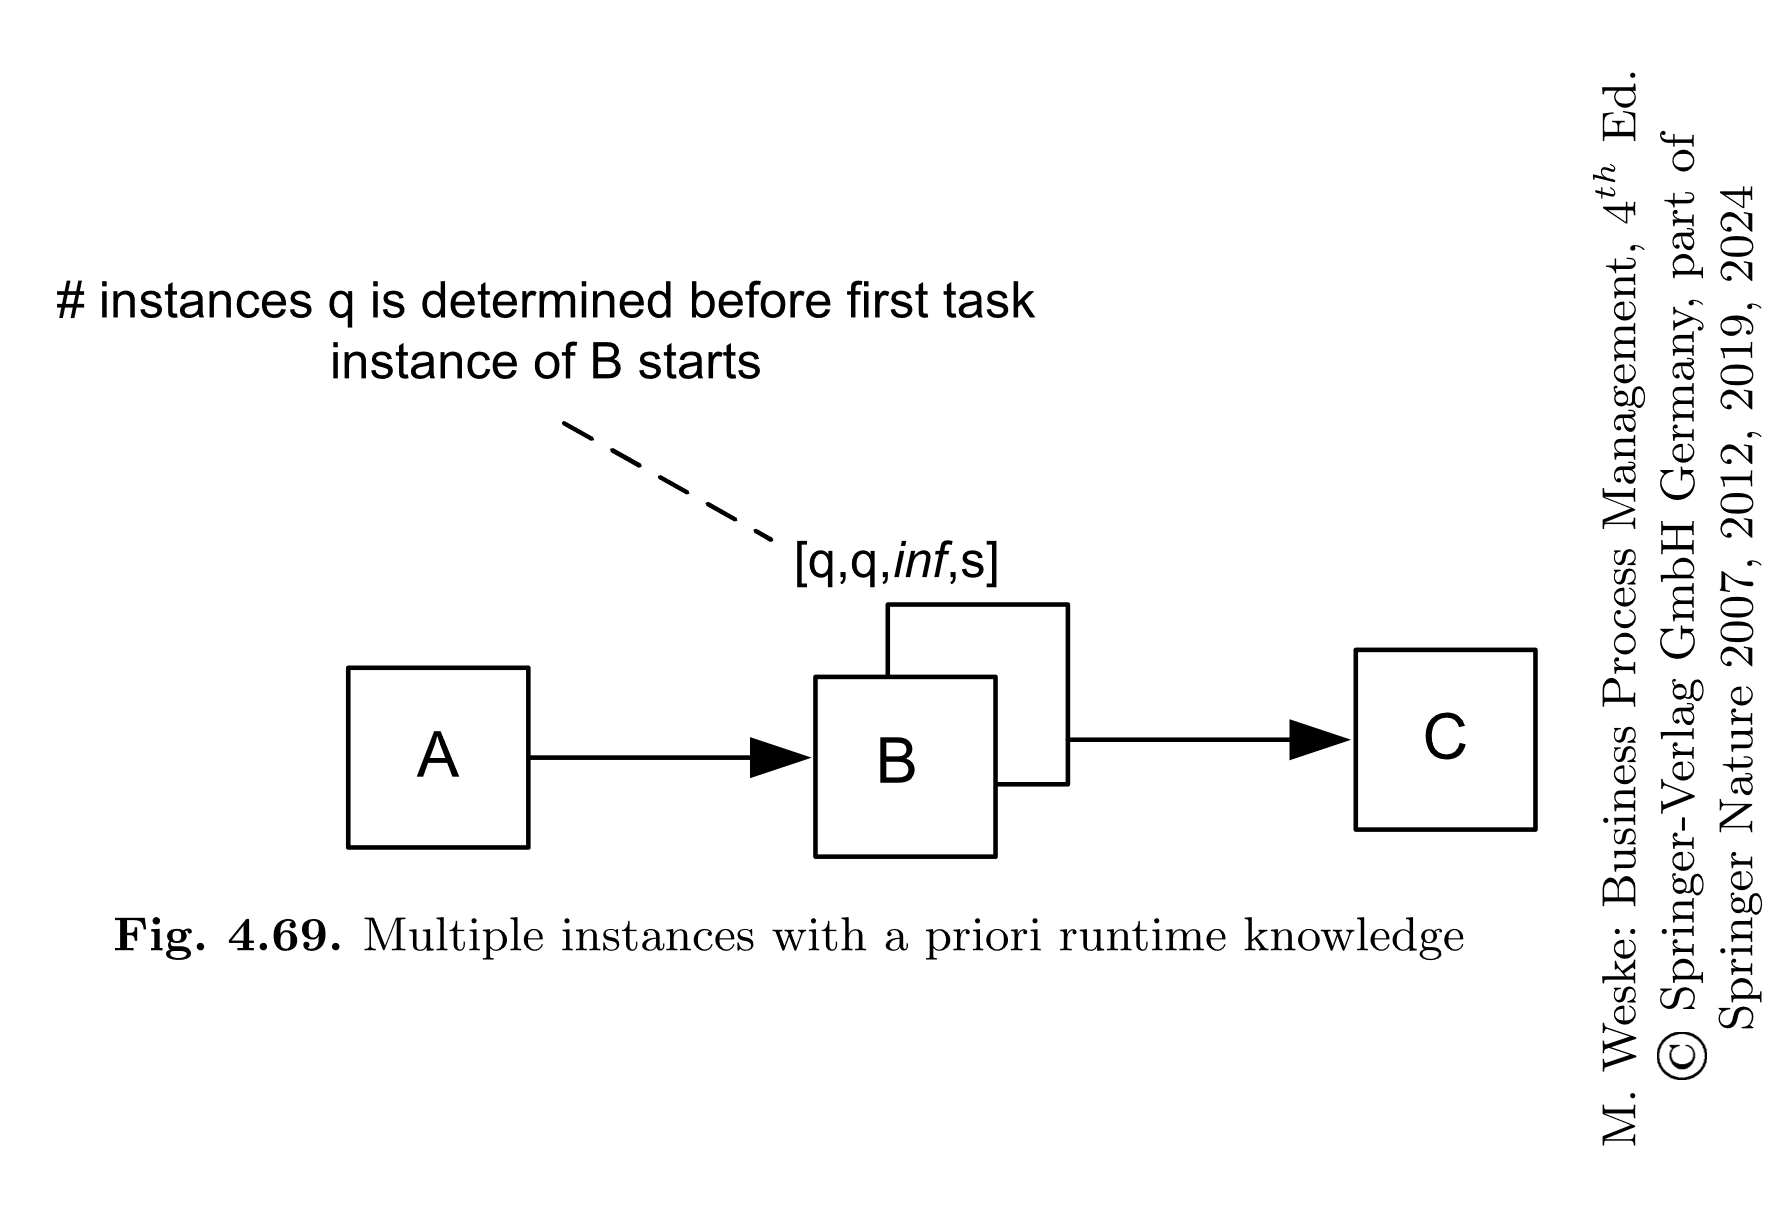 # instances q is determined before first task
instance of B starts
[q,q,inf,s]
A
B
C
Fig. 4.69. Multiple instances with a priori runtime knowledge
M. Weske: Business Process Management, 4th Ed.
© Springer-Verlag GmbH Germany, part of
Springer Nature 2007, 2012, 2019, 2024